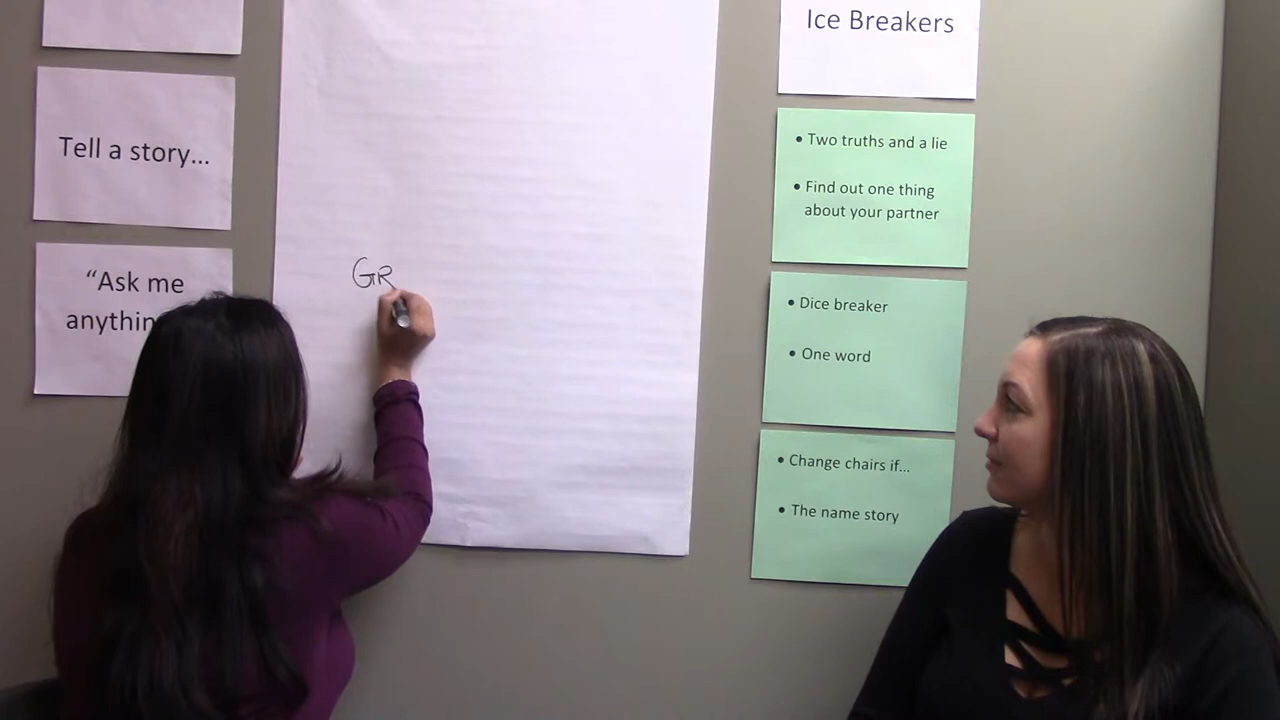 Tell a story...
“Ask me
GR
Ice Breakers
• Two truths and a lie
• Find out one thing
about your partner
• Dice breaker
• One word
• Change chairs if...
• The name story